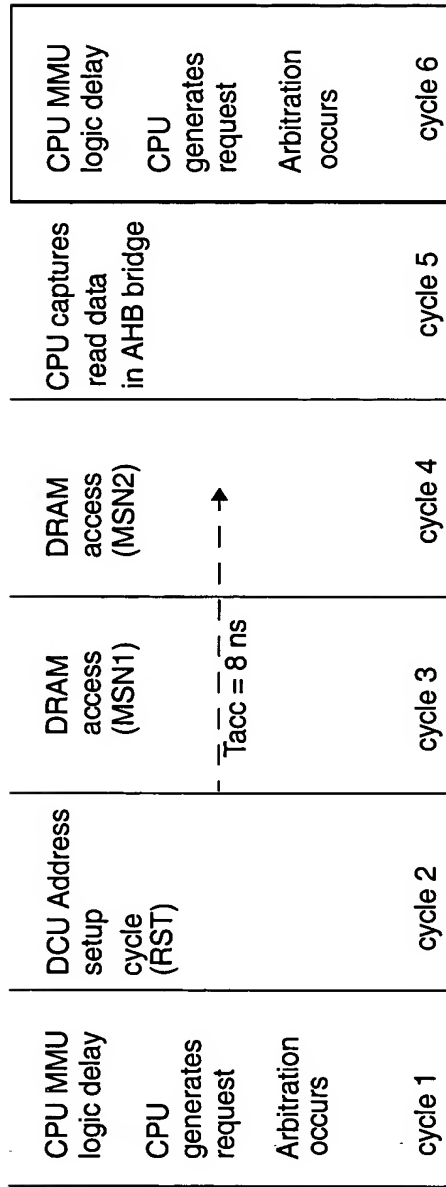 CPU MMU
logic delay
CPU
generates
request
Arbitration
occurs
cycle 1
DCU Address
setup
cycle
(RST)
cycle 2
DRAM
access
(MSN1)
Tacc = 8 ns
cycle 3
DRAM
access
(MSN2)
cycle 4
CPU captures
read data
in AHB bridge
cycle 5
CPU MMU
logic delay
CPU
generates
request
Arbitration
occurs
cycle 6